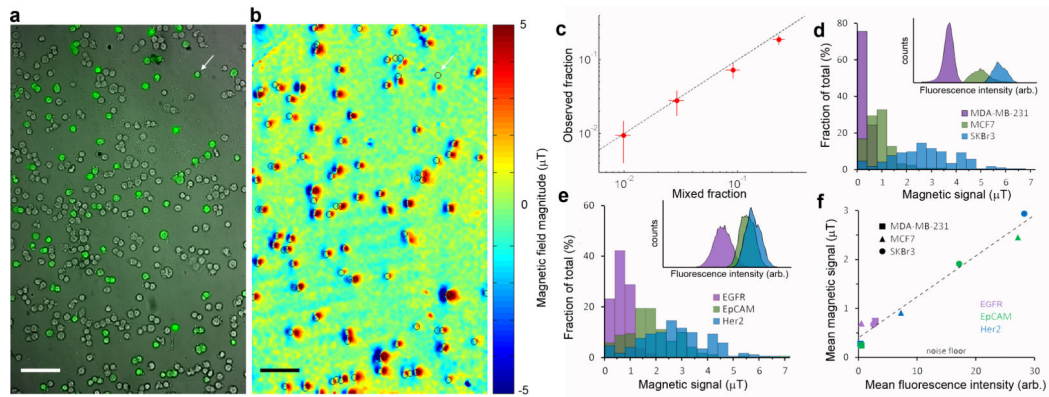 a
b
5
0
-5
Magnetic field magnitude (μT)
c
Observed fraction
10-1
10-2
10-2
10-1
Mixed fraction
d
Fraction of total (%)
80
60
40
20
0
counts
Fluorescence intensity (arb.)
MDA-MB-231
MCF7
SKBr3
0 1 2 3 4 5 6 7
Magnetic signal (μT)
e
Fraction of total (%)
60
40
20
0
counts
Fluorescence intensity (arb.)
EGFR
EpCAM
Her2
0 1 2 3 4 5 6 7
Magnetic signal (μT)
f
Mean magnetic signal (μT)
3
2
1
0
MDA-MB-231
MCF7
SKBr3
EGFR
EpCAM
Her2
noise floor
0 10 20 30
Mean fluorescence intensity (arb.)